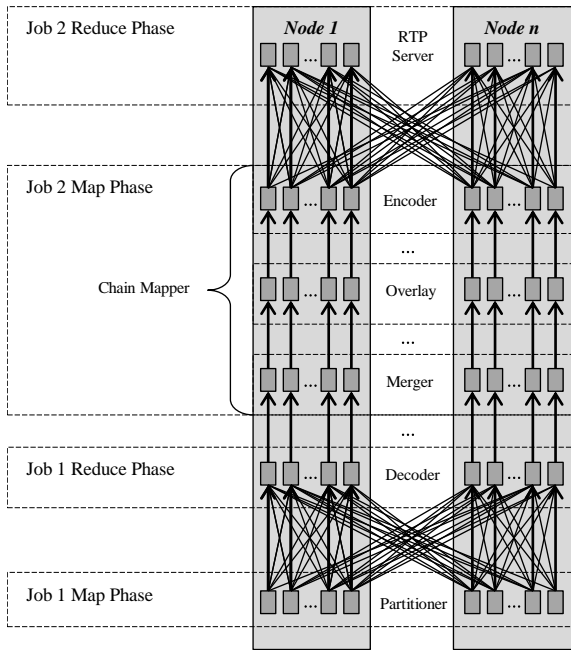 Job 2 Reduce Phase
Node 1
RTP
Server
Node n
...
...
Job 2 Map Phase
...
Encoder
...
...
Chain Mapper
...
Overlay
...
...
...
Merger
...
...
Job 1 Reduce Phase
...
Decoder
...
Job 1 Map Phase
...
Partitioner
...